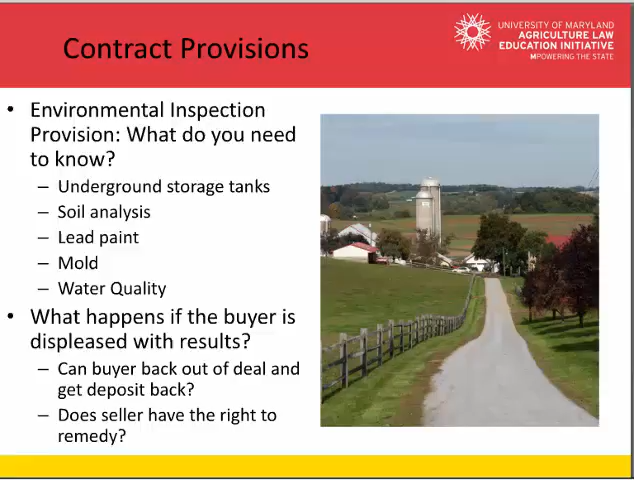 Contract Provisions
UNIVERSITY OF MARYLAND
AGRICULTURE LAW
EDUCATION INITIATIVE
MPOWERING THE STATE
• Environmental Inspection
Provision: What do you need
to know?
– Underground storage tanks
– Soil analysis
– Lead paint
– Mold
– Water Quality
• What happens if the buyer is
displeased with results?
– Can buyer back out of deal and
get deposit back?
– Does seller have the right to
remedy?